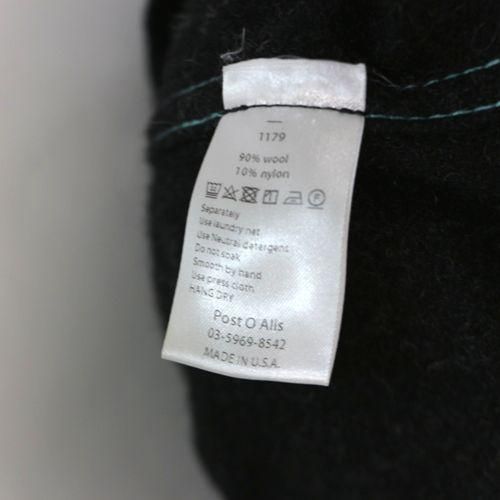 1179
90% wool
10% nylon
Separately
Use laundry net
Use Neutral detergent
Do not soak
Smooth by hand
Use press cloth
HANG DRY
Post O Alls
03-5969-8542
MADE IN U.S.A.